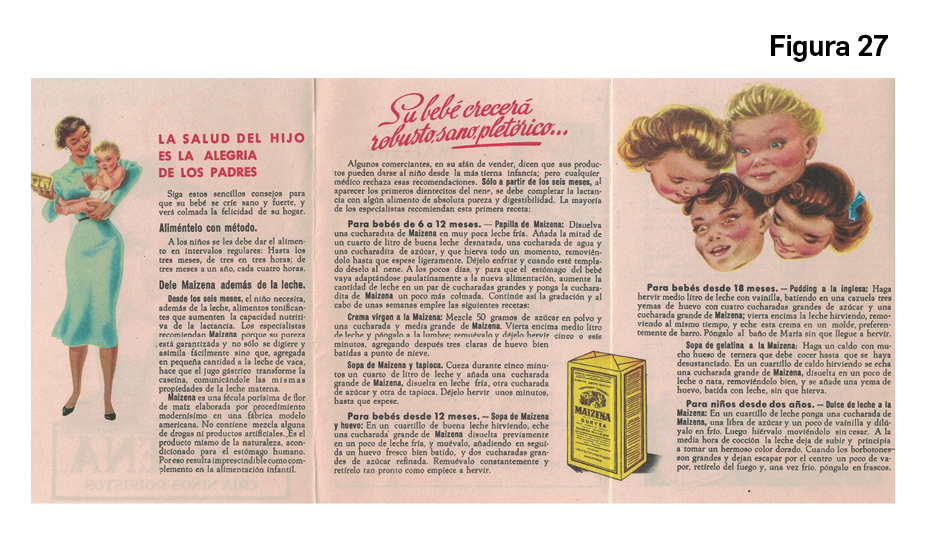 Figura 27
LA SALUD DEL HIJO
ES LA ALEGRIA
DE LOS PADRES
Siga estos sencillos consejos para
que su bebé se críe sano y fuerte, y
verá colmada la felicidad de su hogar.
Aliméntelo con método.
A los niños se les debe dar el alimen-
to en intervalos regulares: Hasta los
tres meses, de tres en tres horas; de
tres meses a un año, cada cuatro horas.
Dele Maizena además de la leche.
Desde los seis meses, el niño necesita,
además de la leche, alimentos tonifican-
tes que aumenten la capacidad nutriti-
va de la lactancia. Los especialistas
recomiendan Maizena porque su pureza
está garantizada y no sólo se digiere y
asimila fácilmente sino que, agregada
en pequeña cantidad a la leche de vaca,
hace que el jugo gástrico transforme la
caseína, comunicándole las mismas
propiedades de la leche materna.
Maizena es una fécula purísima de flor
de maíz elaborada por procedimiento
modernísimo en una fábrica modelo
americana. No contiene mezcla alguna
de drogas ni productos artificiales. Es el
producto mismo de la naturaleza, acon-
dicionado para el estómago humano.
Por eso resulta imprescindible como com-
plemento en la alimentación infantil.
Su bebé crecerá
robusto, sano, pletórico...
Algunos comerciantes, en su afán de vender, dicen que sus produc-
tos pueden darse al niño desde la más tierna infancia; pero cualquier
médico rechaza esas recomendaciones. Sólo a partir de los seis meses, al
aparecer los primeros dientecitos del nene, se debe completar la lactan-
cia con algún alimento de absoluta pureza y digestibilidad. La mayoría
de los especialistas recomiendan esta primera receta:
Para bebés de 6 a 12 meses. — Papilla de Maizena: Disuelva
una cucharadita de Maizena en muy poca leche fría. Añada la mitad de
un cuarto de litro de buena leche desnatada, una cucharada de agua y
una cucharadita de azúcar, y que hierva todo un momento, removién-
dolo hasta que espese ligeramente. Déjelo enfriar y cuando esté templa-
do déselo al nene. A los pocos días, y para que el estómago del bebé
vaya adaptándose paulatinamente a la nueva alimentación, aumente la
cantidad de leche en un par de cucharadas grandes y ponga la cuchara-
dita de Maizena un poco más colmada. Continúe así la gradación y al
cabo de unas semanas emplee las siguientes recetas:
Crema virgen a la Maizena: Mezcle 50 gramos de azúcar en polvo y
una cucharada y media grande de Maizena. Vierta encima medio litro
de leche y póngalo a la lumbre; remuévalo y déjelo hervir cinco o seis
minutos, agregando después tres claras de huevo bien
batidas a punto de nieve.
Sopa de Maizena y tapioca. Cueza durante cinco minu-
tos un cuarto de litro de leche y añada una cucharada
grande de Maizena, disuelta en leche fría, otra cucharada
de azúcar y otra de tapioca. Déjelo hervir unos minutos,
hasta que espese.
Para bebés desde 12 meses. — Sopa de Maizena
y huevo: En un cuartillo de buena leche hirviendo, eche
una cucharada grande de Maizena disuelta previamente
en un poco de leche fría, y muévalo, añadiendo en segui-
da un huevo fresco bien batido, y dos cucharadas gran-
des de azúcar refinada. Remuévalo constantemente y
retírelo tan pronto como empiece a hervir.
MAIZENA
DURYEA
Para bebés desde 18 meses. — Pudding a la inglesa: Haga
hervir medio litro de leche con vainilla, batiendo en una cazuela tres
yemas de huevo con cuatro cucharadas grandes de azúcar y una
cucharada grande de Maizena; vierta encima la leche hirviendo, remo-
viendo al mismo tiempo, y eche esta crema en un molde, preferen-
temente de barro. Póngalo al baño de María sin que llegue a hervir.
Sopa de gelatina a la Maizena: Haga un caldo con mu-
cho hueso de ternera que debe cocer hasta que se haya
desustanciado. En un cuartillo de caldo hirviendo se echa
una cucharada grande de Maizena, disuelta en un poco de
leche o nata, removiéndolo bien, y se añade una yema de
huevo, batida con leche, sin que hierva.
Para niños desde dos años. — Dulce de leche a la
Maizena: En un cuartillo de leche ponga una cucharada de
Maizena, una libra de azúcar y un poco de vainilla y dilú-
yalo en frío. Luego hiérvalo moviéndolo sin cesar. A la
media hora de cocción la leche deja de subir y principia
a tomar un hermoso color dorado. Cuando los borbotones
son grandes y dejan escapar por el centro un poco de va-
por, retírelo del fuego y, una vez frío, póngalo en frascos.